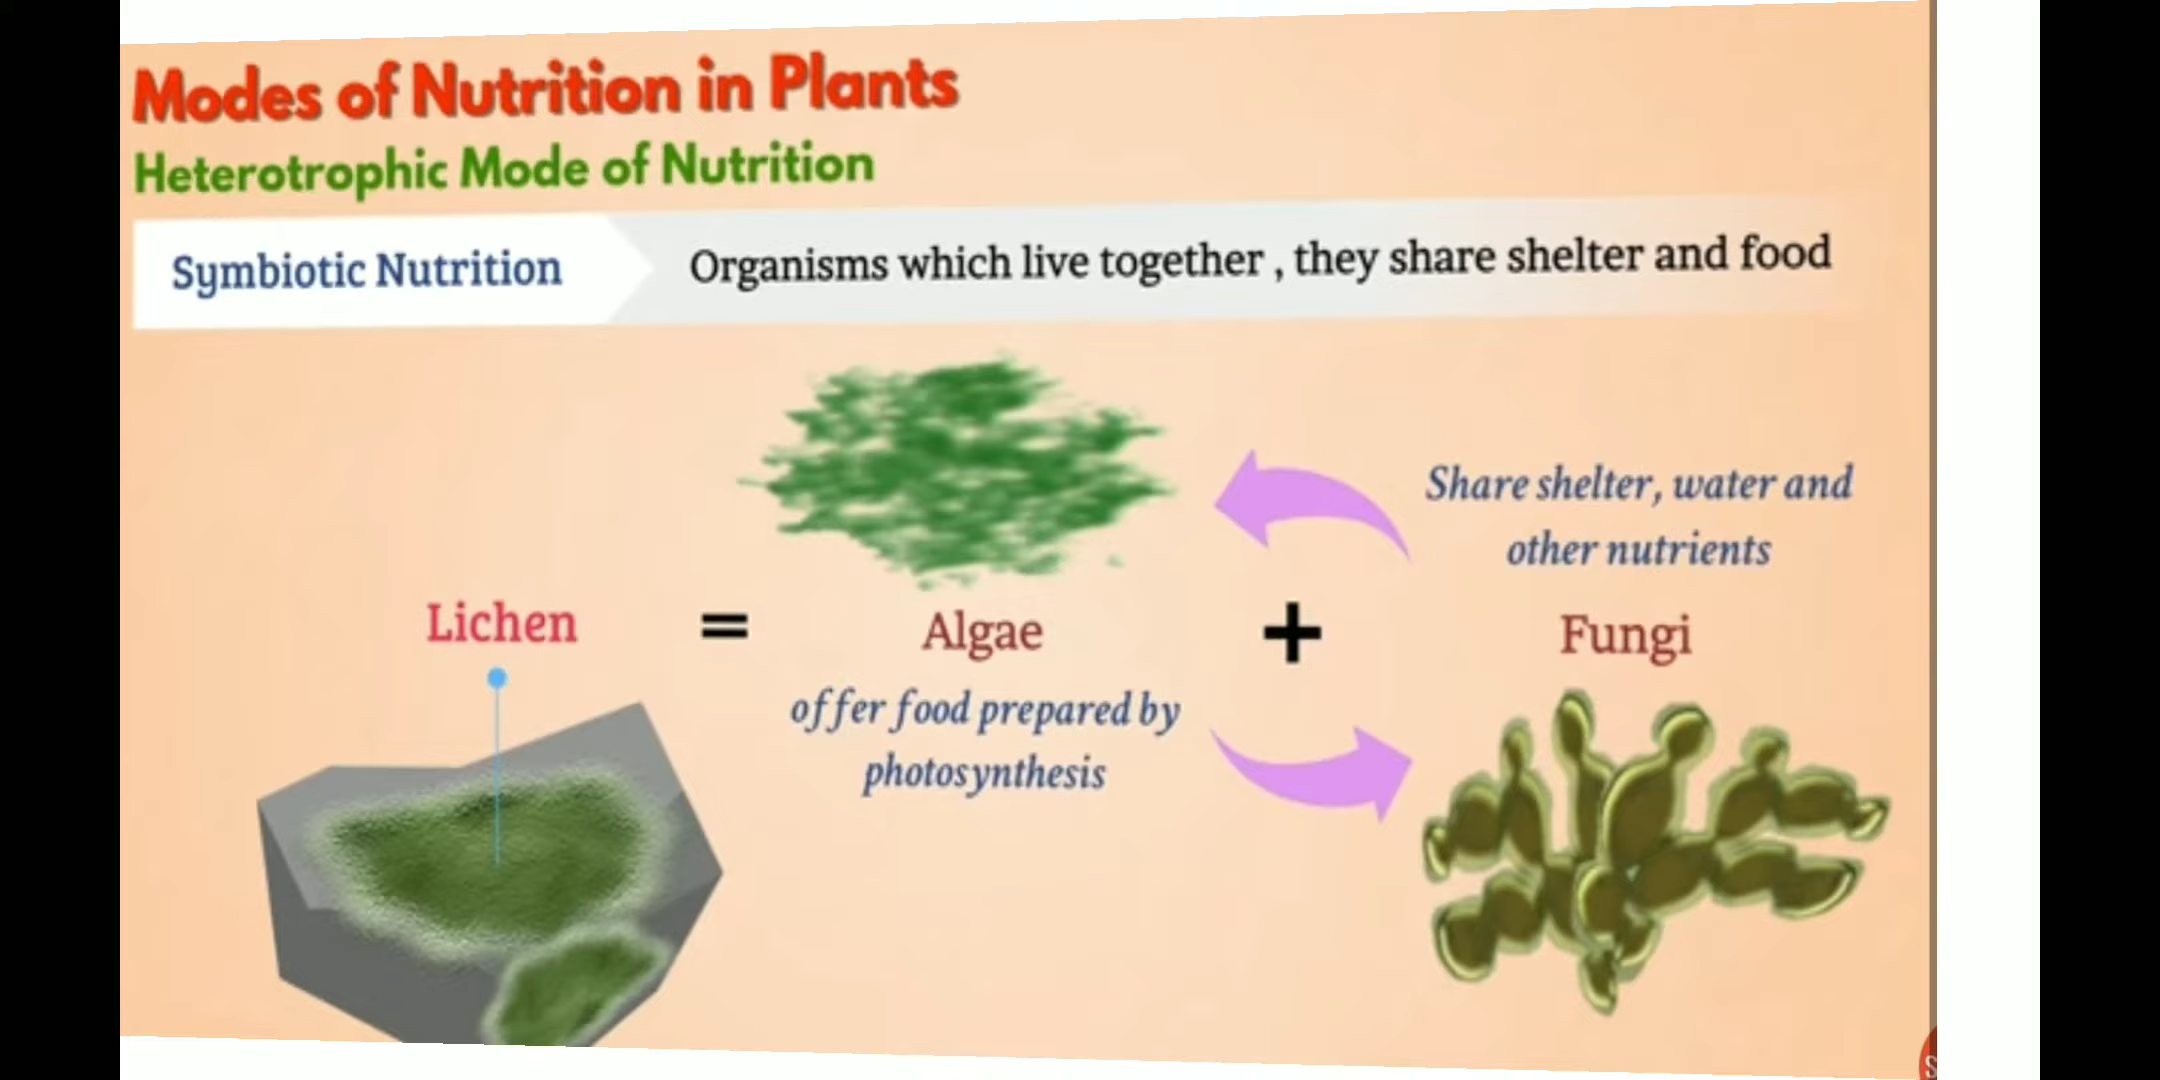 Modes of Nutrition in Plants
Heterotrophic Mode of Nutrition
Symbiotic Nutrition
Organisms which live together , they share shelter and food
Share shelter, water and
other nutrients
Lichen
=
Algae
+
Fungi
offer food prepared by
photosynthesis